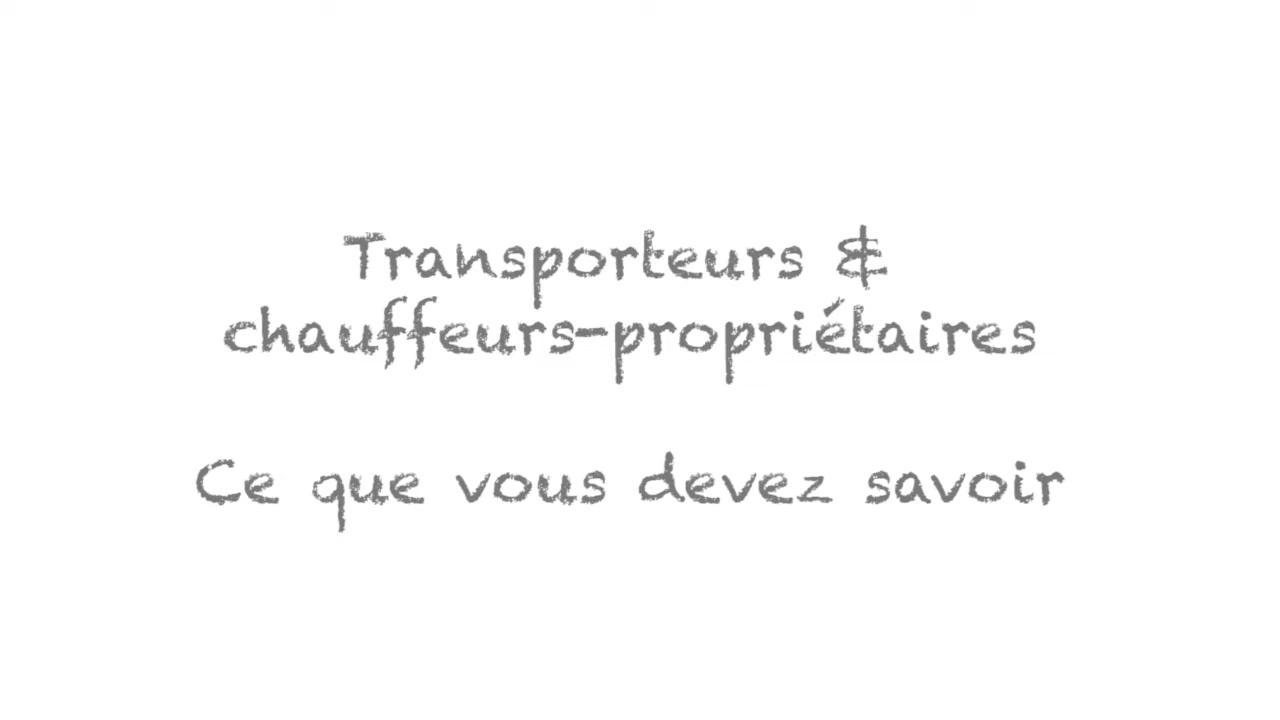 Transporteurs &
chauffeurs-propriétaires
Ce que vous devez savoir